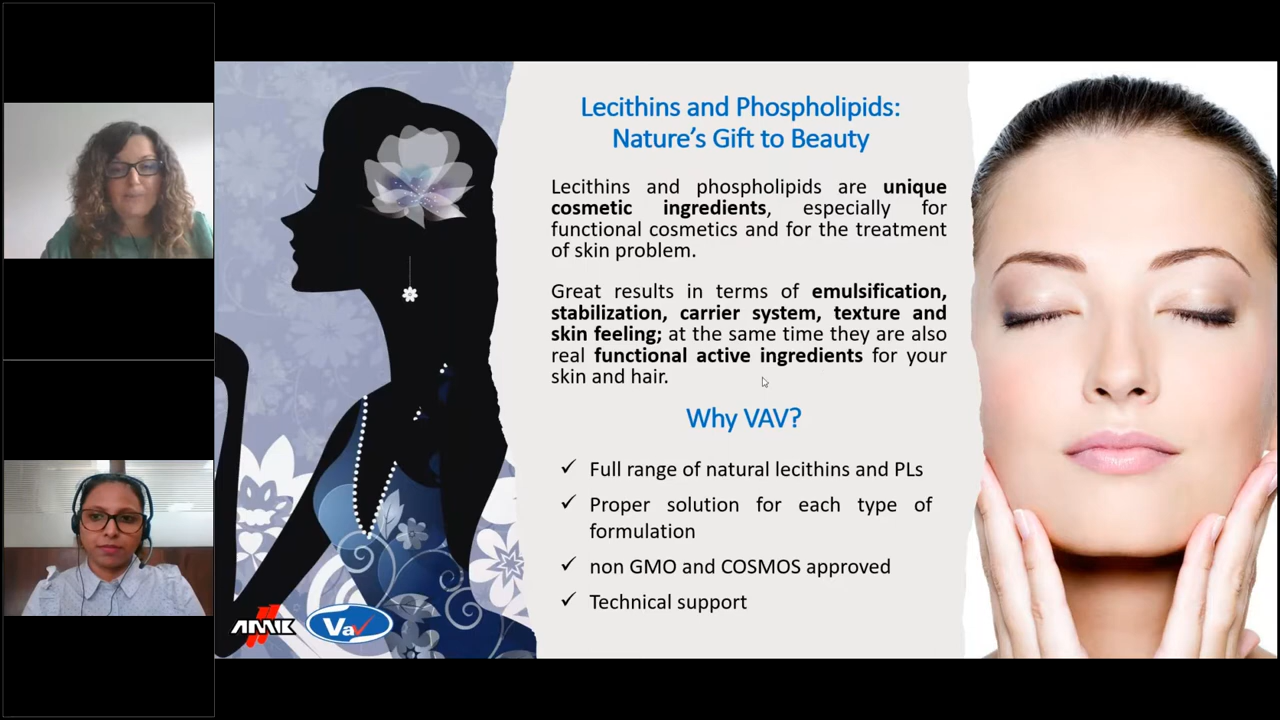 Lecithins and Phospholipids:
Nature's Gift to Beauty
Lecithins and phospholipids are unique
cosmetic ingredients, especially for
functional cosmetics and for the treatment
of skin problem.
Great results in terms of emulsification,
stabilization, carrier system, texture and
skin feeling; at the same time they are also
real functional active ingredients for your
skin and hair.
Why VAV?
✓ Full range of natural lecithins and PLs
✓ Proper solution for each type of
formulation
✓ non GMO and COSMOS approved
✓ Technical support
AMIK
VaV